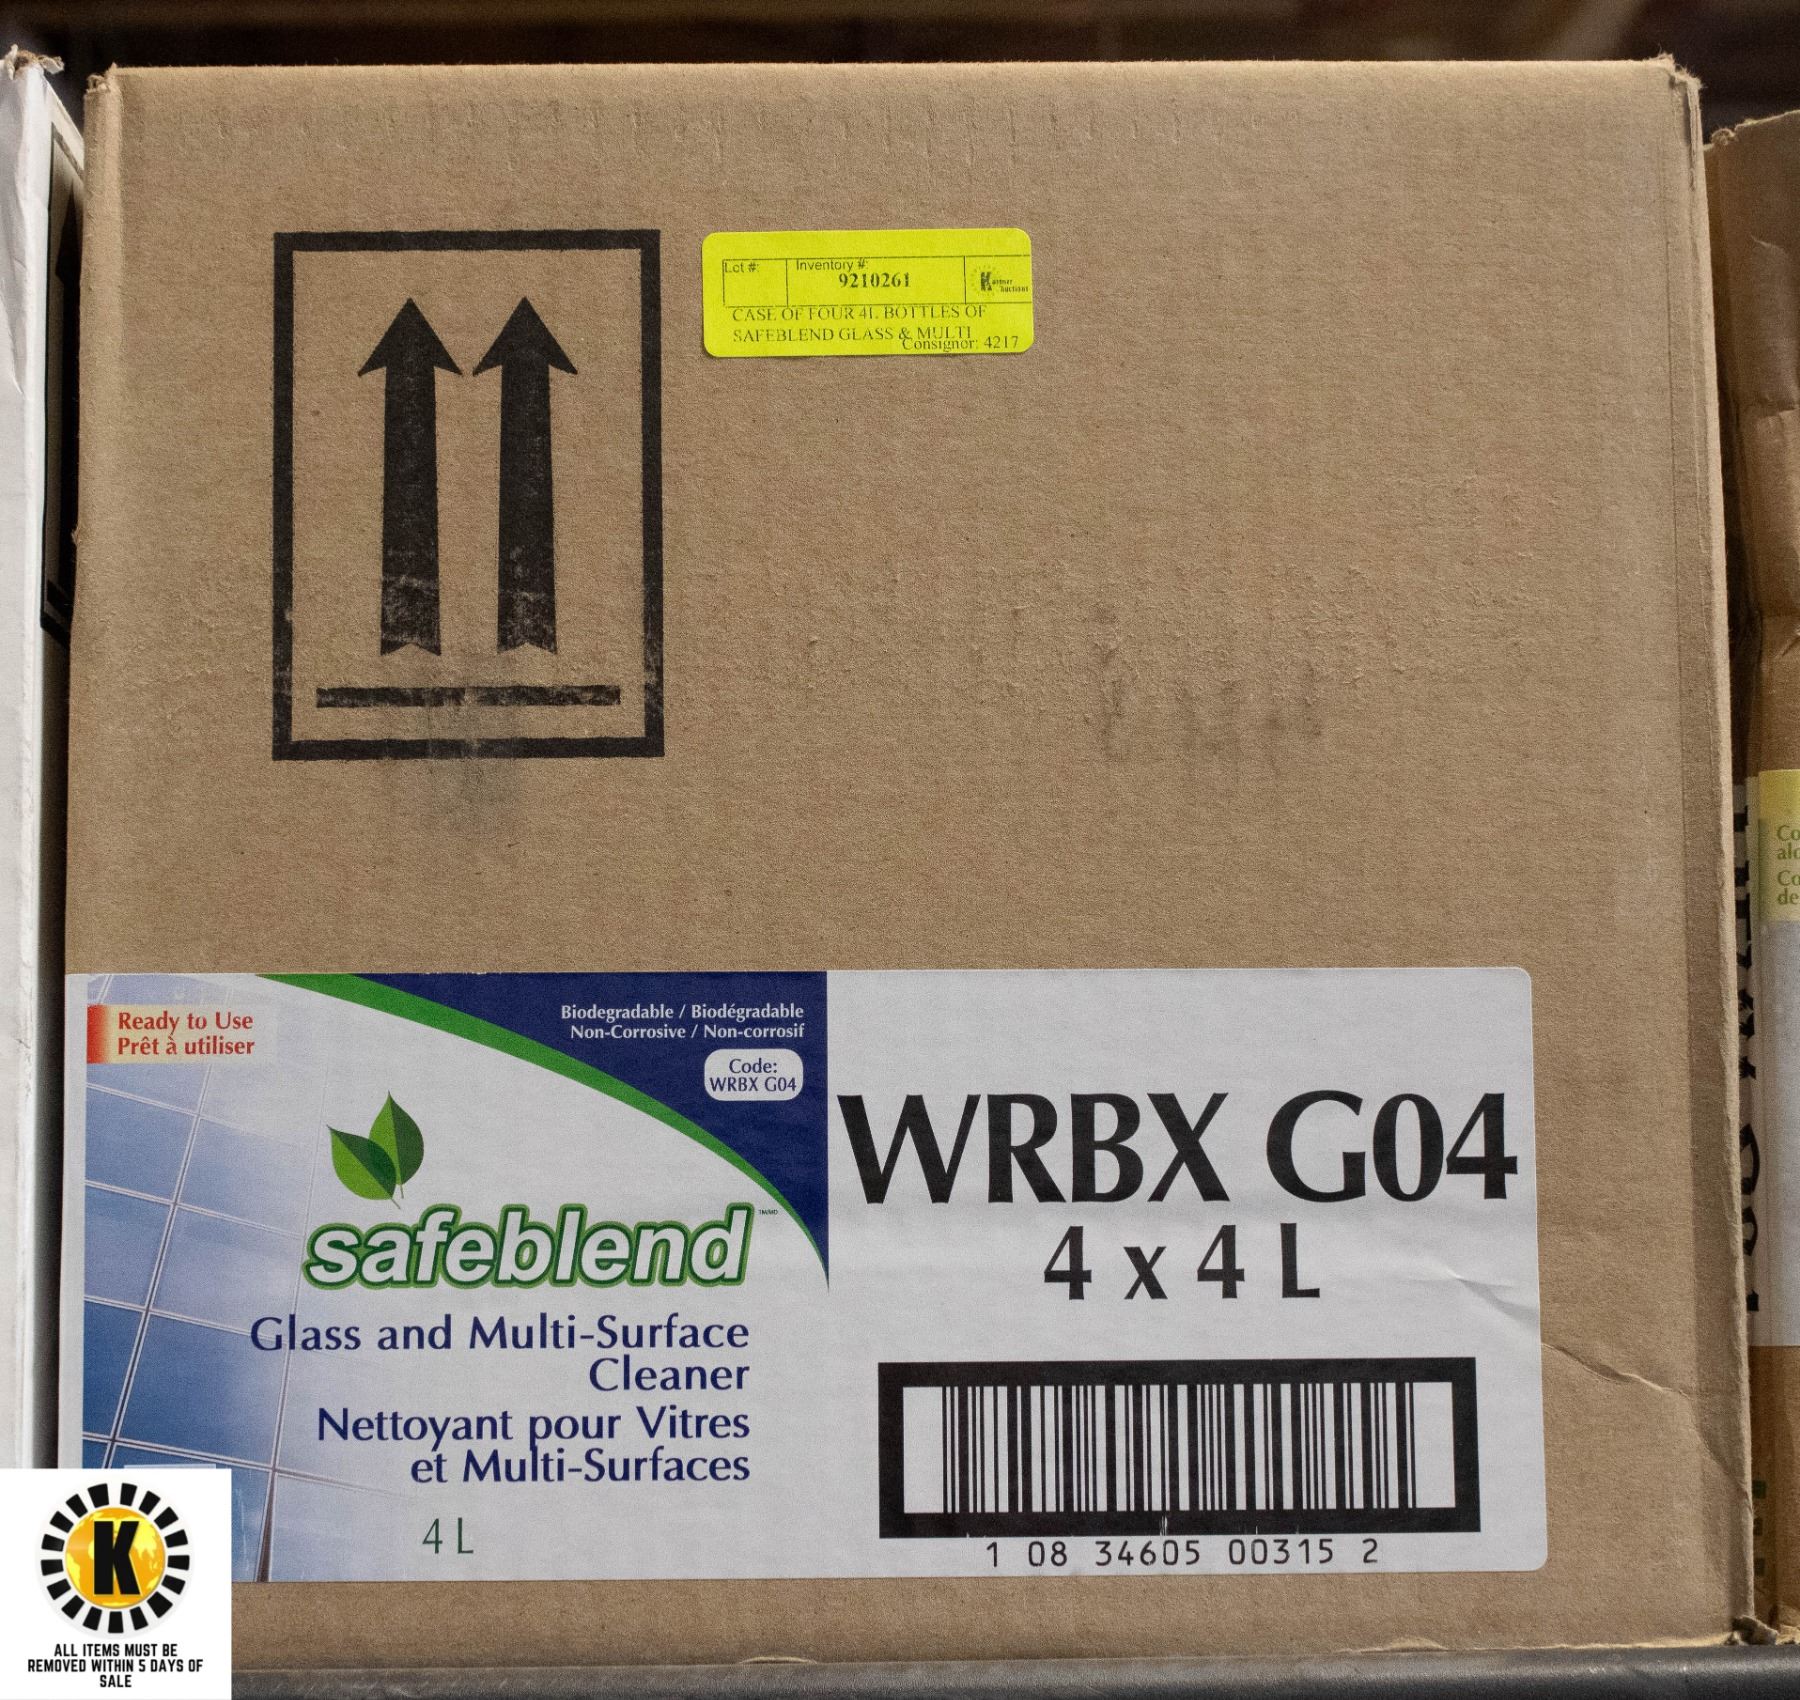 Lot #:
Inventory #:
9210261
CASE OF FOUR 4L BOTTLES OF
SAFEBLEND GLASS & MULTI
Consignor: 4217
Ready to Use
Prêt à utiliser
Biodegradable / Biodégradable
Non-Corrosive / Non-corrosif
Code:
WRBX G04
safeblend
Glass and Multi-Surface
Cleaner
Nettoyant pour Vitres
et Multi-Surfaces
4 L
WRBX G04
4 x 4 L
1 08 34605 00315 2
K
ALL ITEMS MUST BE
REMOVED WITHIN 5 DAYS OF
SALE